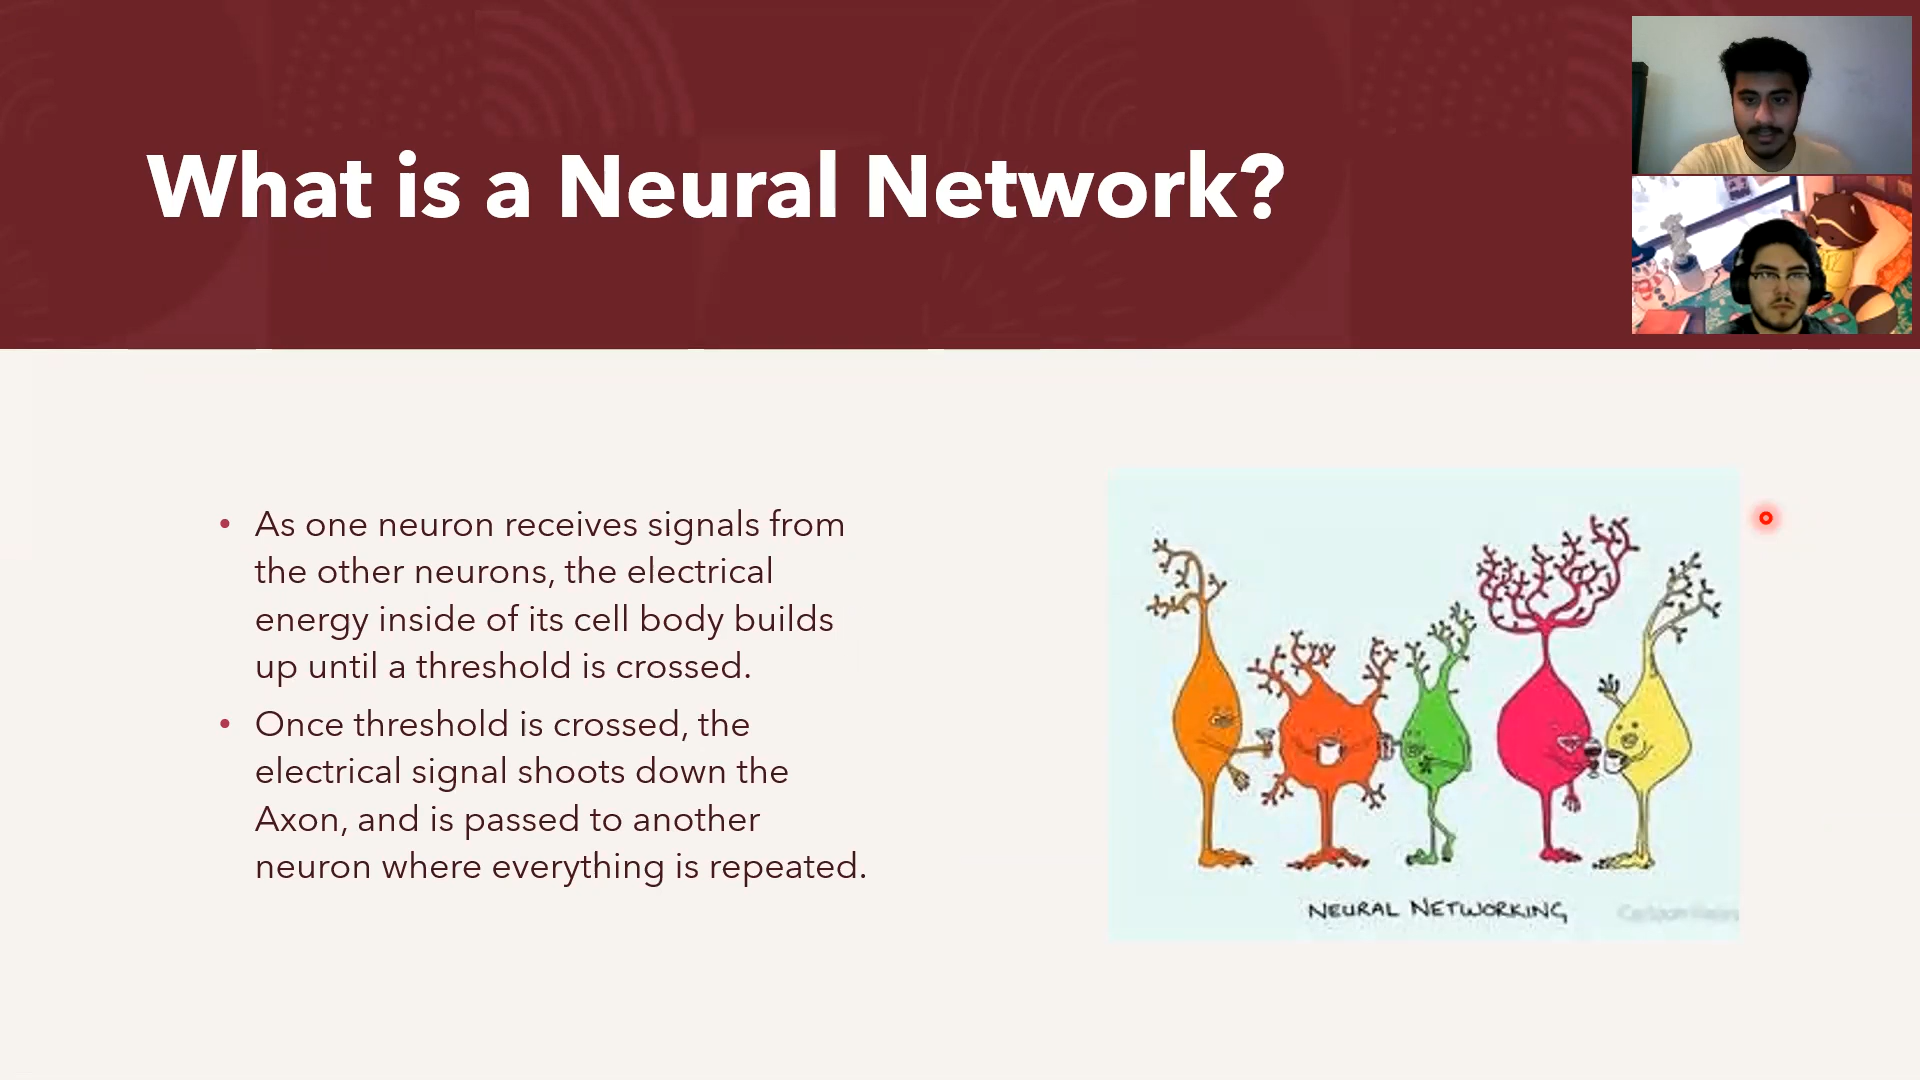 What is a Neural Network?
• As one neuron receives signals from
the other neurons, the electrical
energy inside of its cell body builds
up until a threshold is crossed.
• Once threshold is crossed, the
electrical signal shoots down the
Axon, and is passed to another
neuron where everything is repeated.
NEURAL NETWORKING